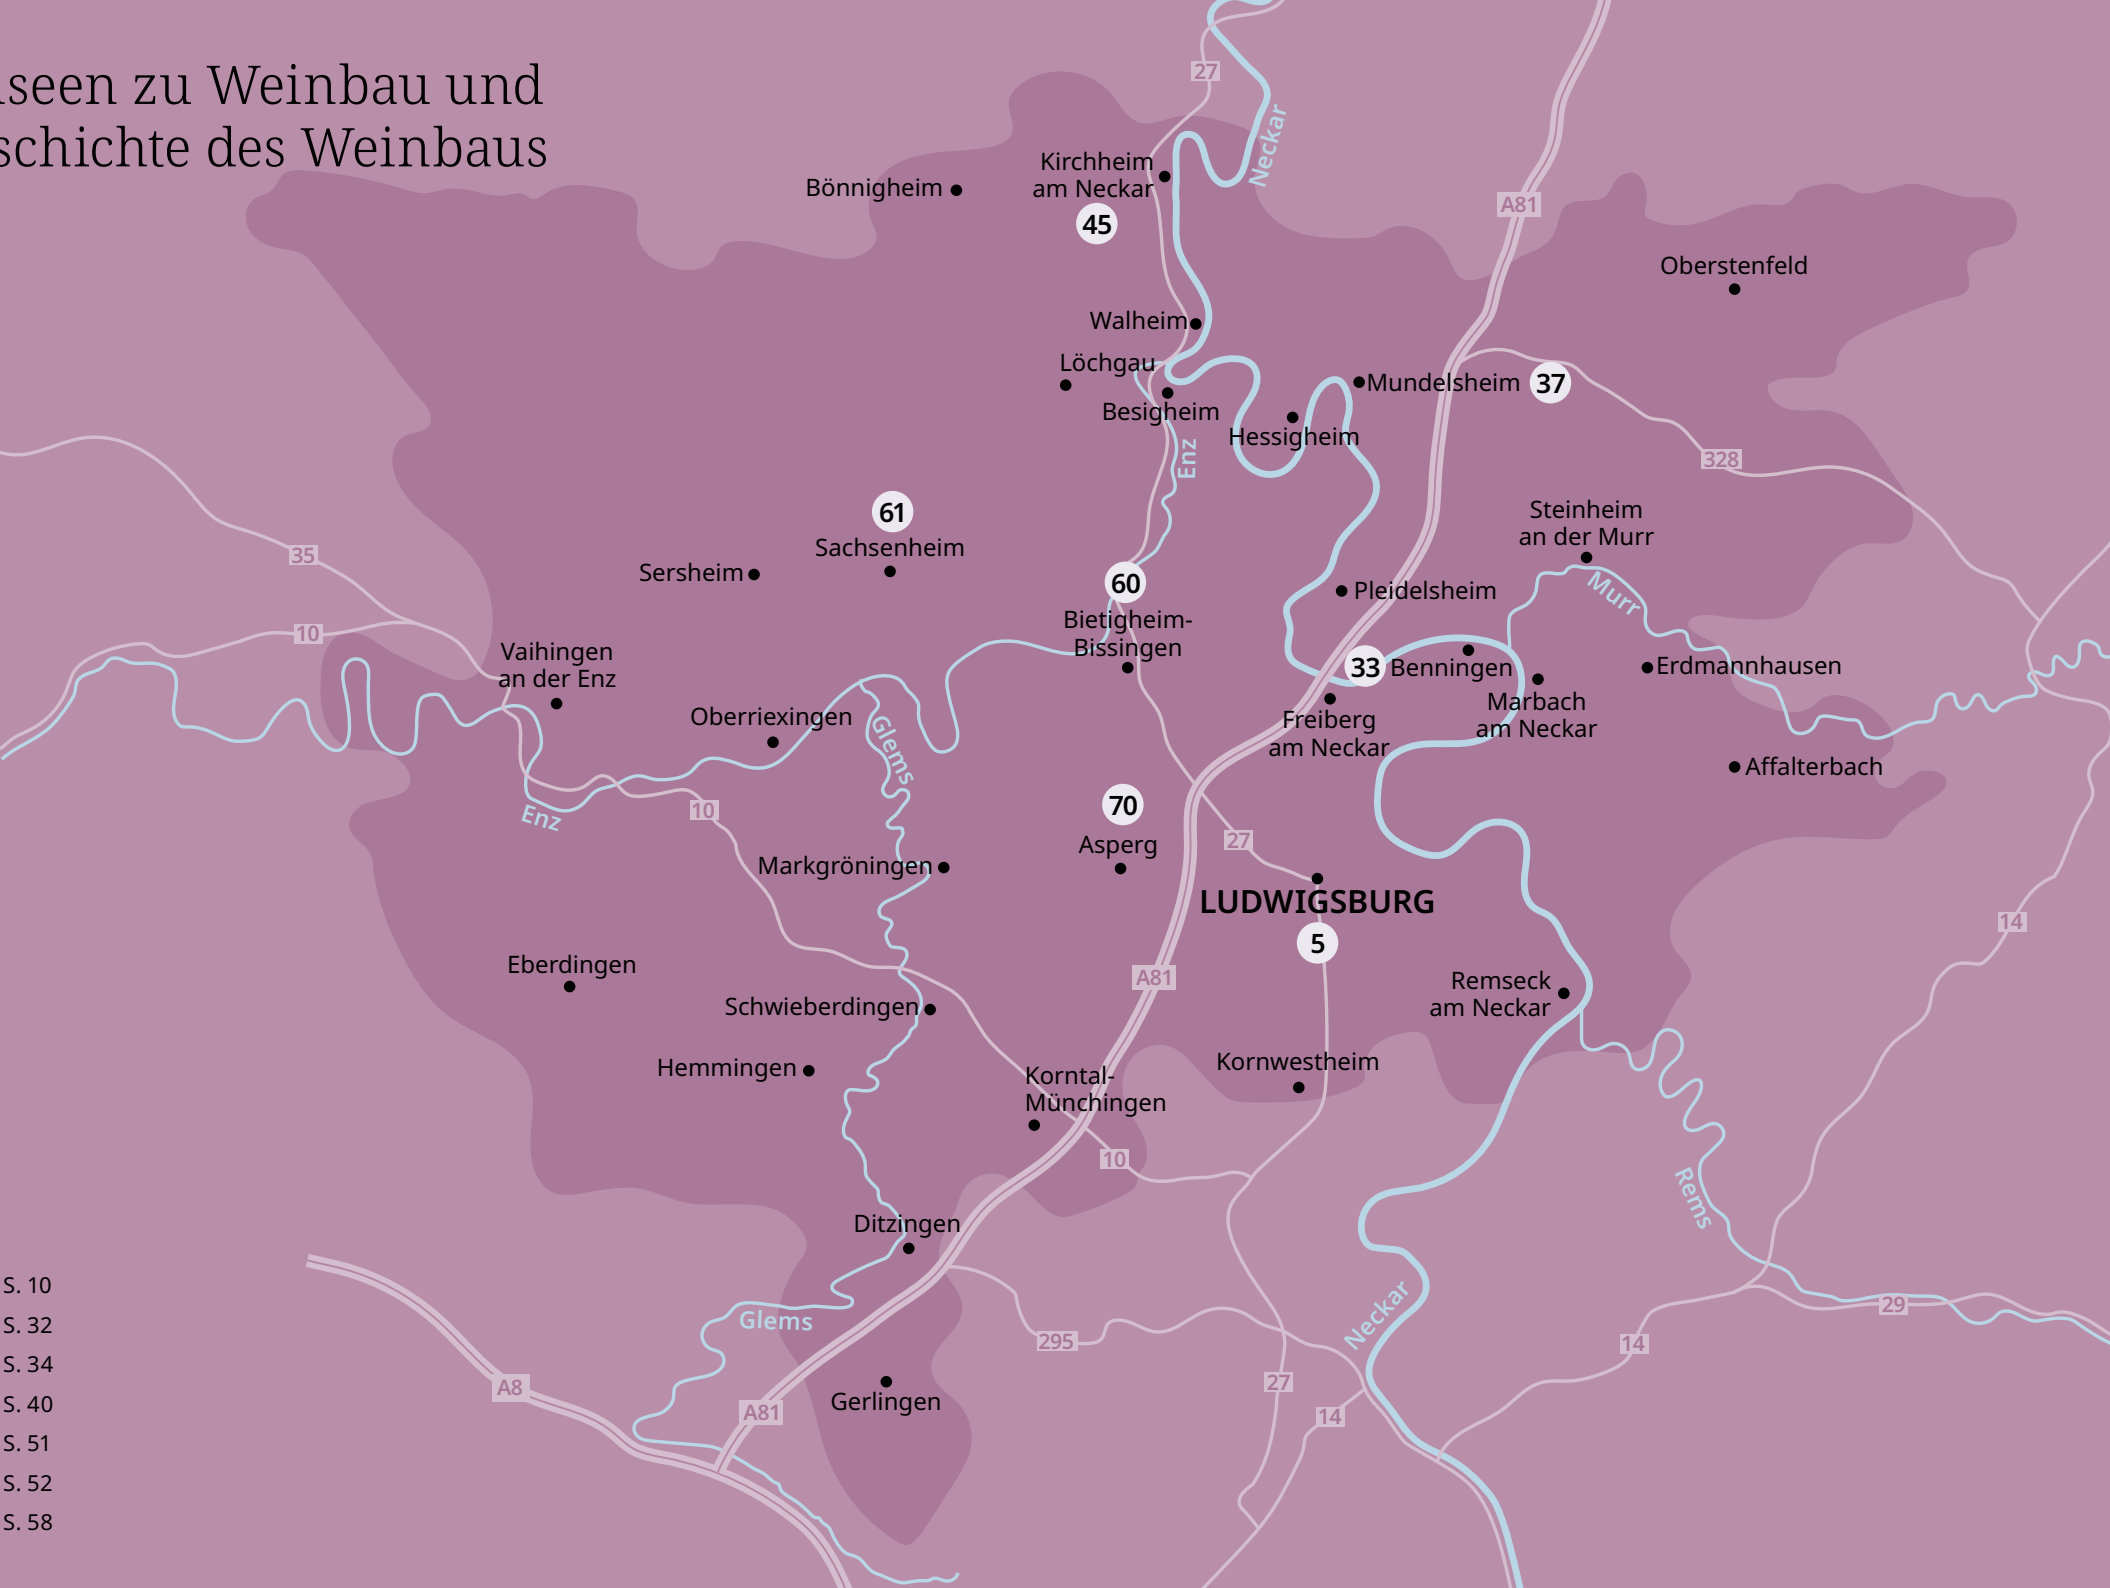 seen zu Weinbau und
schichte des Weinbaus
27
Neckar
Kirchheim
am Neckar
Bönnigheim
45
A81
Oberstenfeld
Walheim
Löchgau
Besigheim
Mundelsheim
37
Hessigheim
Enz
328
61
Sachsenheim
Sersheim
Steinheim
an der Murr
Murr
35
10
60
Bietigheim-
Bissingen
Pleidelsheim
Vaihingen
an der Enz
33
Benningen
Erdmannhausen
Marbach
am Neckar
Freiberg
am Neckar
Oberriexingen
Glems
Affalterbach
Enz
10
70
Asperg
27
Markgröningen
LUDWIGSBURG
5
14
Eberdingen
A81
Remseck
am Neckar
Schwieberdingen
Hemmingen
Kornwestheim
Korntal-
Münchingen
10
Rems
Ditzingen
S. 10
S. 32
S. 34
S. 40
S. 51
S. 52
S. 58
Glems
Neckar
29
295
14
A8
A81
Gerlingen
27
14